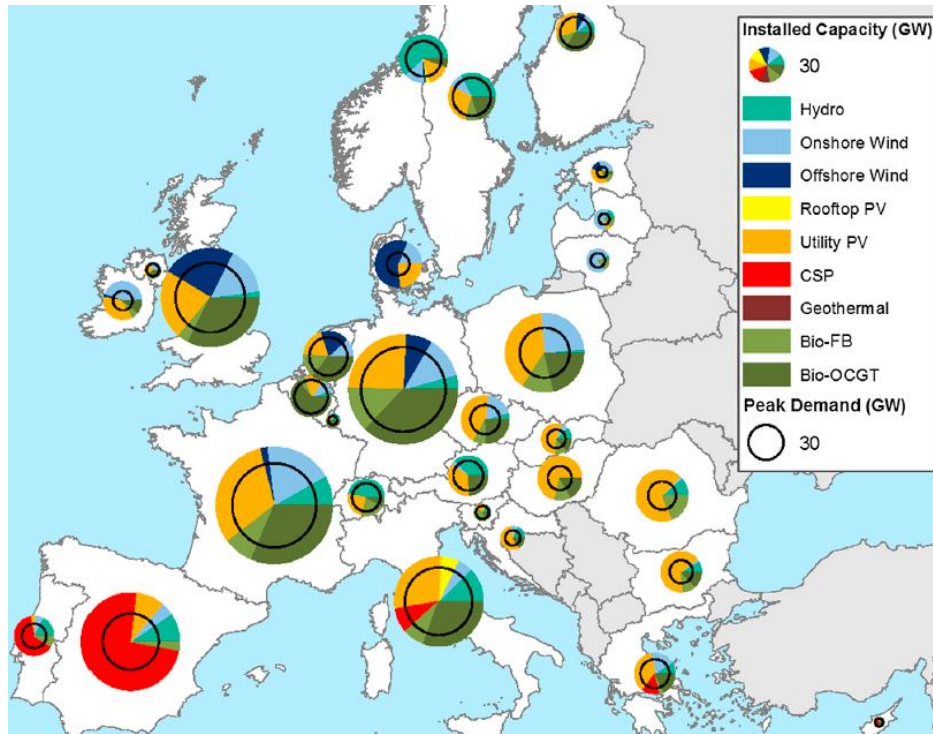 Installed Capacity (GW)
30
Hydro
Onshore Wind
Offshore Wind
Rooftop PV
Utility PV
CSP
Geothermal
Bio-FB
Bio-OCGT
Peak Demand (GW)
30